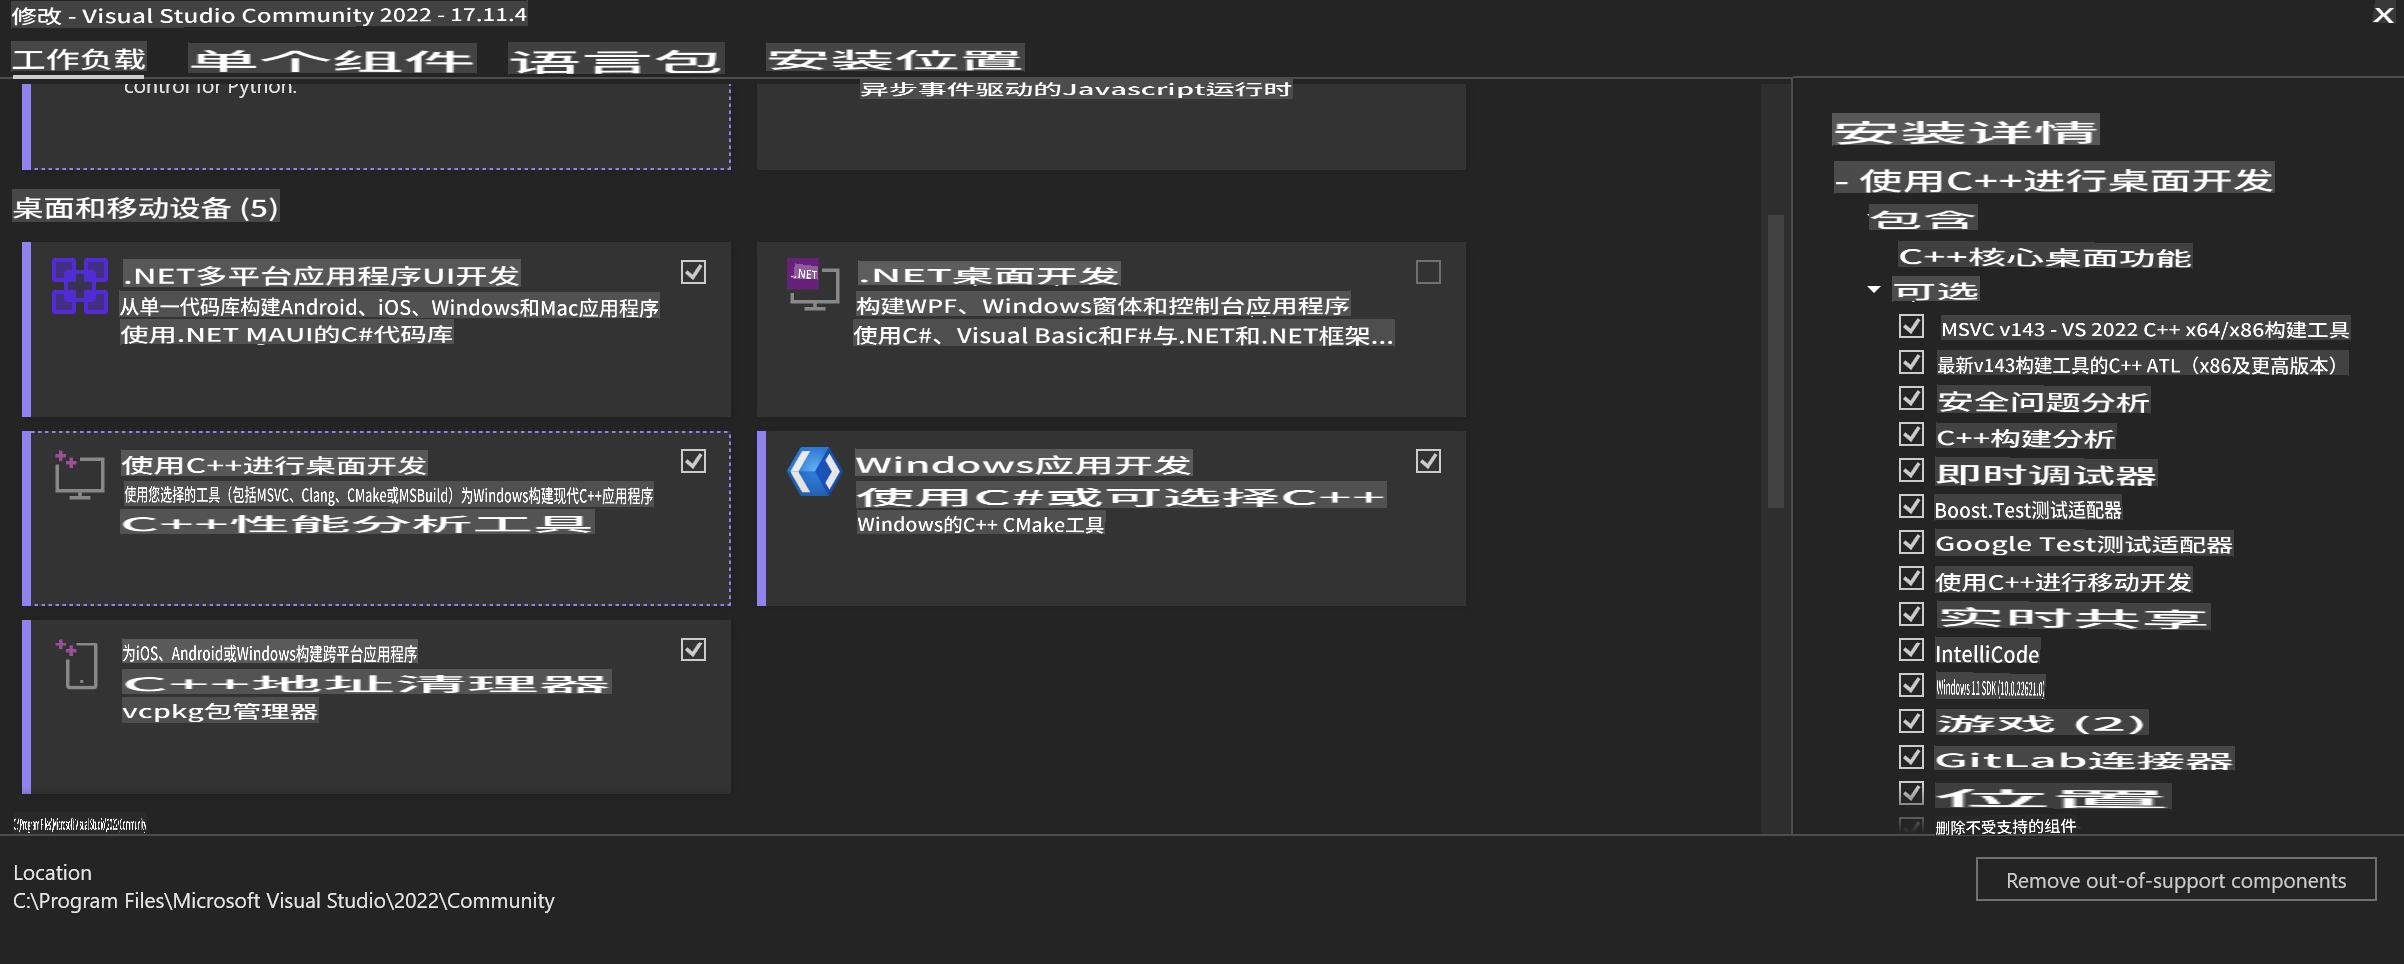 修改 - Visual Studio Community 2022 - 17.11.4
工作负载
单个组件
语言包
安装位置
control for Python.
异步事件驱动的Javascript运行时
桌面和移动设备 (5)
.NET多平台应用程序UI开发
从单一代码库构建Android、iOS、Windows和Mac应用程序
使用.NET MAUI的C#代码库
.NET
.NET桌面开发
构建WPF、Windows窗体和控制台应用程序
使用C#、Visual Basic和F#与.NET和.NET框架...
使用C++进行桌面开发
使用您选择的工具（包括MSVC、Clang、CMake或MSBuild）为Windows构建现代C++应用程序
C++性能分析工具
Windows应用开发
使用C#或可选择C++
Windows的C++ CMake工具
为iOS、Android或Windows构建跨平台应用程序
C++地址清理器
vcpkg包管理器
C:\Program Files\Microsoft Visual Studio\2022\Community
Location
C:\Program Files\Microsoft Visual Studio\2022\Community
安装详情
- 使用C++进行桌面开发
包含
C++核心桌面功能
可选
MSVC v143 - VS 2022 C++ x64/x86构建工具
最新v143构建工具的C++ ATL（x86及更高版本）
安全问题分析
C++构建分析
即时调试器
Boost.Test测试适配器
Google Test测试适配器
使用C++进行移动开发
实时共享
IntelliCode
Windows 11 SDK (10.0.22621.0)
游戏（2）
GitLab连接器
位置
删除不受支持的组件
Remove out-of-support components